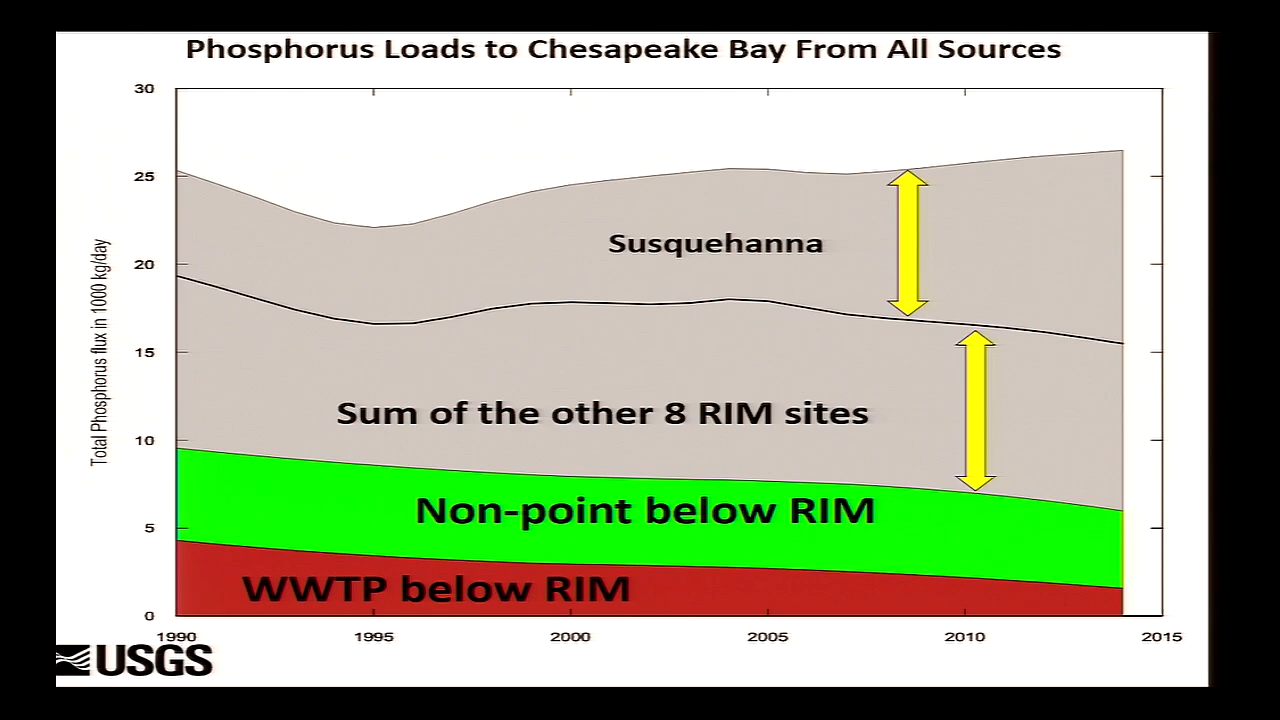 Phosphorus Loads to Chesapeake Bay From All Sources
Total Phosphorus flux in 1000 kg/day
30
25
20
15
10
5
0
Susquehanna
Sum of the other 8 RIM sites
Non-point below RIM
WWTP below RIM
1990 1995 2000 2005 2010 2015
USGS